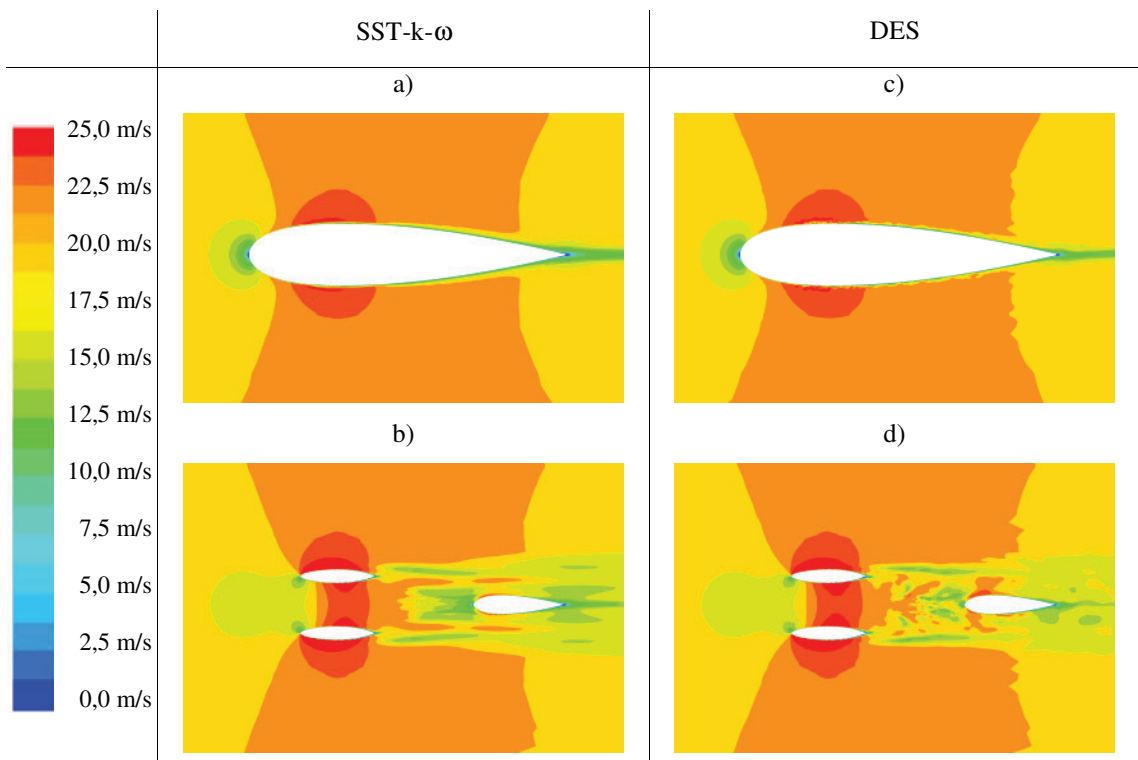 SST-k-ω DES
a) c)
25,0 m/s
22,5 m/s
20,0 m/s
17,5 m/s
15,0 m/s
12,5 m/s
10,0 m/s
7,5 m/s
5,0 m/s
2,5 m/s
0,0 m/s
b) d)